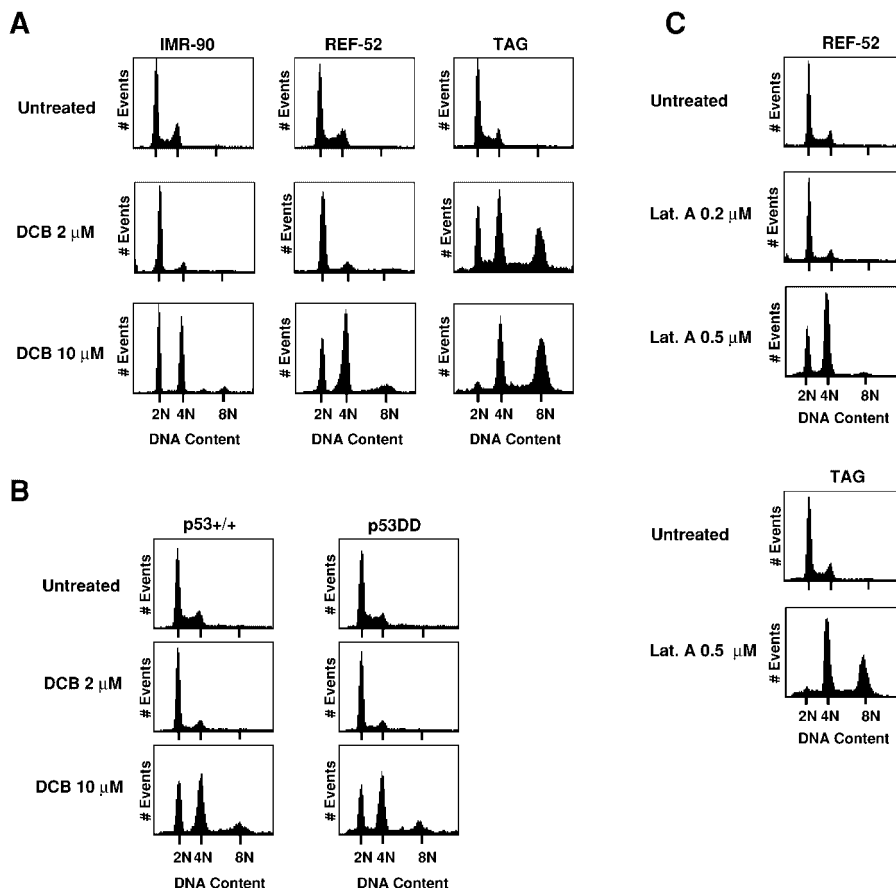 A
IMR-90
REF-52
TAG
Untreated
# Events
# Events
# Events
DCB 2 µM
# Events
# Events
# Events
DCB 10 µM
# Events
# Events
# Events
2N 4N 8N
2N 4N 8N
2N 4N 8N
DNA Content
DNA Content
DNA Content
B
p53+/+
p53DD
Untreated
# Events
# Events
DCB 2 µM
# Events
# Events
DCB 10 µM
# Events
# Events
2N 4N 8N
2N 4N 8N
DNA Content
DNA Content
C
REF-52
Untreated
# Events
Lat. A 0.2 µM
# Events
Lat. A 0.5 µM
# Events
2N 4N 8N
DNA Content
TAG
Untreated
# Events
Lat. A 0.5 µM
# Events
2N 4N 8N
DNA Content